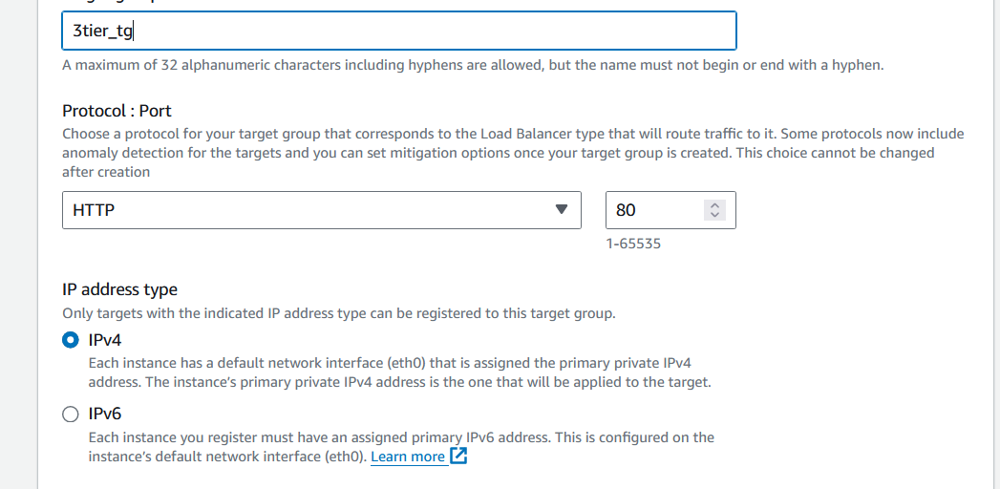 3tier_tg
A maximum of 32 alphanumeric characters including hyphens are allowed, but the name must not begin or end with a hyphen.
Protocol : Port
Choose a protocol for your target group that corresponds to the Load Balancer type that will route traffic to it. Some protocols now include
anomaly detection for the targets and you can set mitigation options once your target group is created. This choice cannot be changed
after creation
HTTP
80
1-65535
IP address type
Only targets with the indicated IP address type can be registered to this target group.
IPv4
Each instance has a default network interface (eth0) that is assigned the primary private IPv4
address. The instance's primary private IPv4 address is the one that will be applied to the target.
IPv6
Each instance you register must have an assigned primary IPv6 address. This is configured on the
instance's default network interface (eth0). Learn more